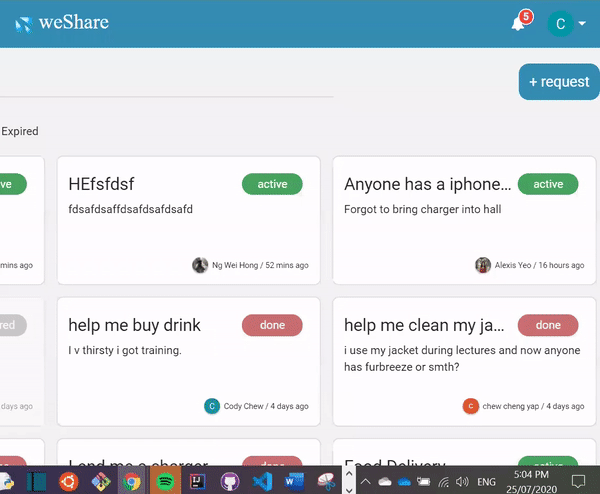 weShare
5
C
+ request
Expired
ve
HEfsfdsf
active
Anyone has a iphone...
active
fdsafdsaffdsafdsafdsafd
Forgot to bring charger into hall
mins ago
Ng Wei Hong / 52 mins ago
Alexis Yeo / 16 hours ago
red
help me buy drink
done
help me clean my ja...
done
I v thirsty i got training.
i use my jacket during lectures and now anyone
has furbreeze or smth?
days ago
C
Cody Chew / 4 days ago
c
chew cheng yap / 4 days ago
Lend me a charger
Food Delivery
5:04 PM
ENG
25/07/2020